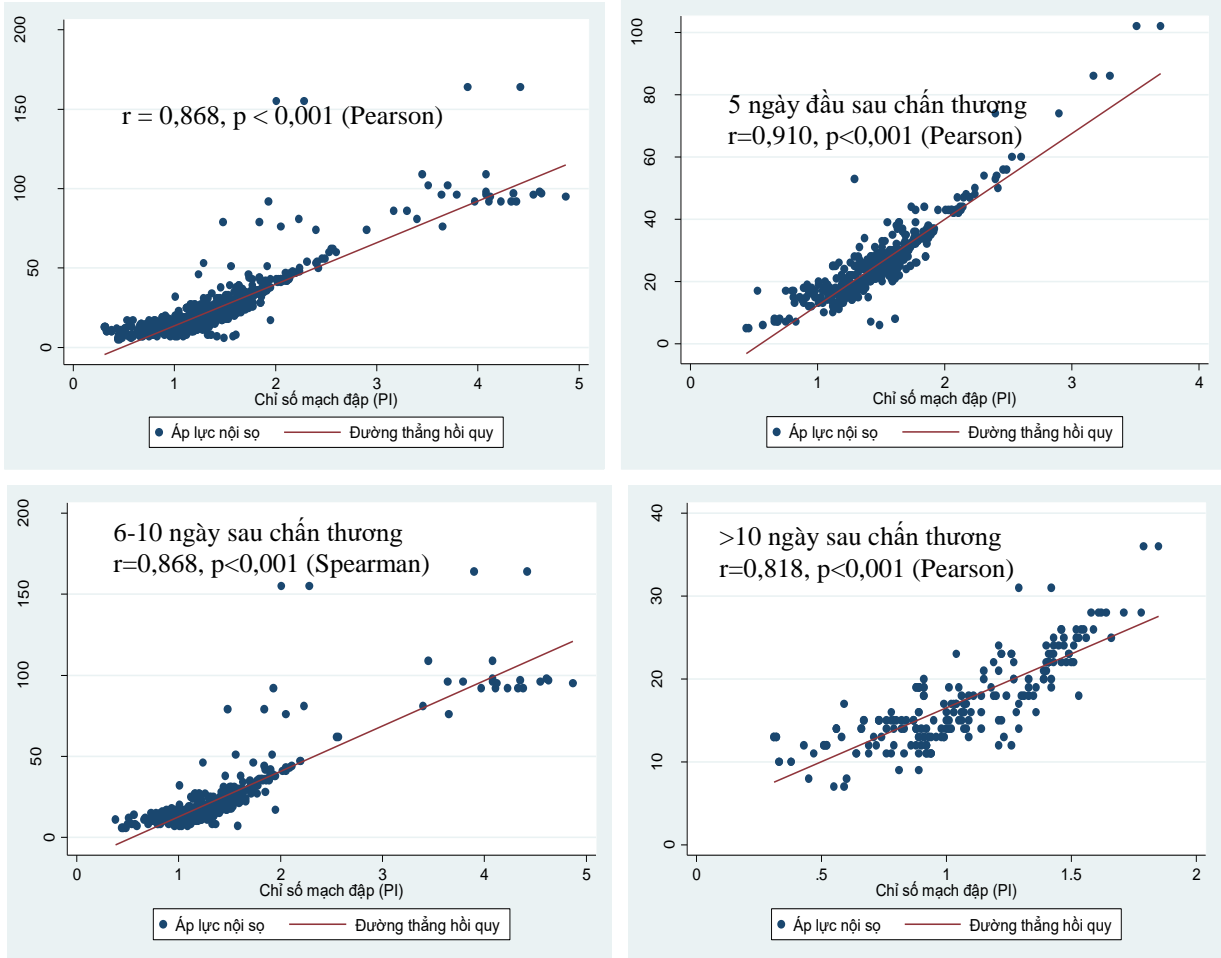 200
150
100
50
0
r = 0,868, p < 0,001 (Pearson)
0 1 2 3 4 5
Chỉ số mạch đập (PI)
Áp lực nội sọ Đường thẳng hồi quy
100
80
60
40
20
0
5 ngày đầu sau chấn thương
r=0,910, p<0,001 (Pearson)
0 1 2 3 4
Chỉ số mạch đập (PI)
Áp lực nội sọ Đường thẳng hồi quy
200
150
100
50
0
6-10 ngày sau chấn thương
r=0,868, p<0,001 (Spearman)
0 1 2 3 4 5
Chỉ số mạch đập (PI)
Áp lực nội sọ Đường thẳng hồi quy
40
30
20
10
0
>10 ngày sau chấn thương
r=0,818, p<0,001 (Pearson)
0 .5 1 1.5 2
Chỉ số mạch đập (PI)
Áp lực nội sọ Đường thẳng hồi quy